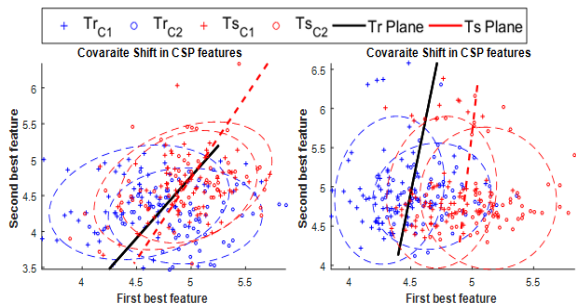 Tr_C1 Tr_C2 Ts_C1 Ts_C2 Tr Plane Ts Plane
Covaraite Shift in CSP features Covaraite Shift in CSP features
Second best feature
6
5.5
5
4.5
4
3.5
4 4.5 5 5.5
First best feature
Second best feature
6.5
6
5.5
5
4.5
4
4 4.5 5 5.5
First best feature